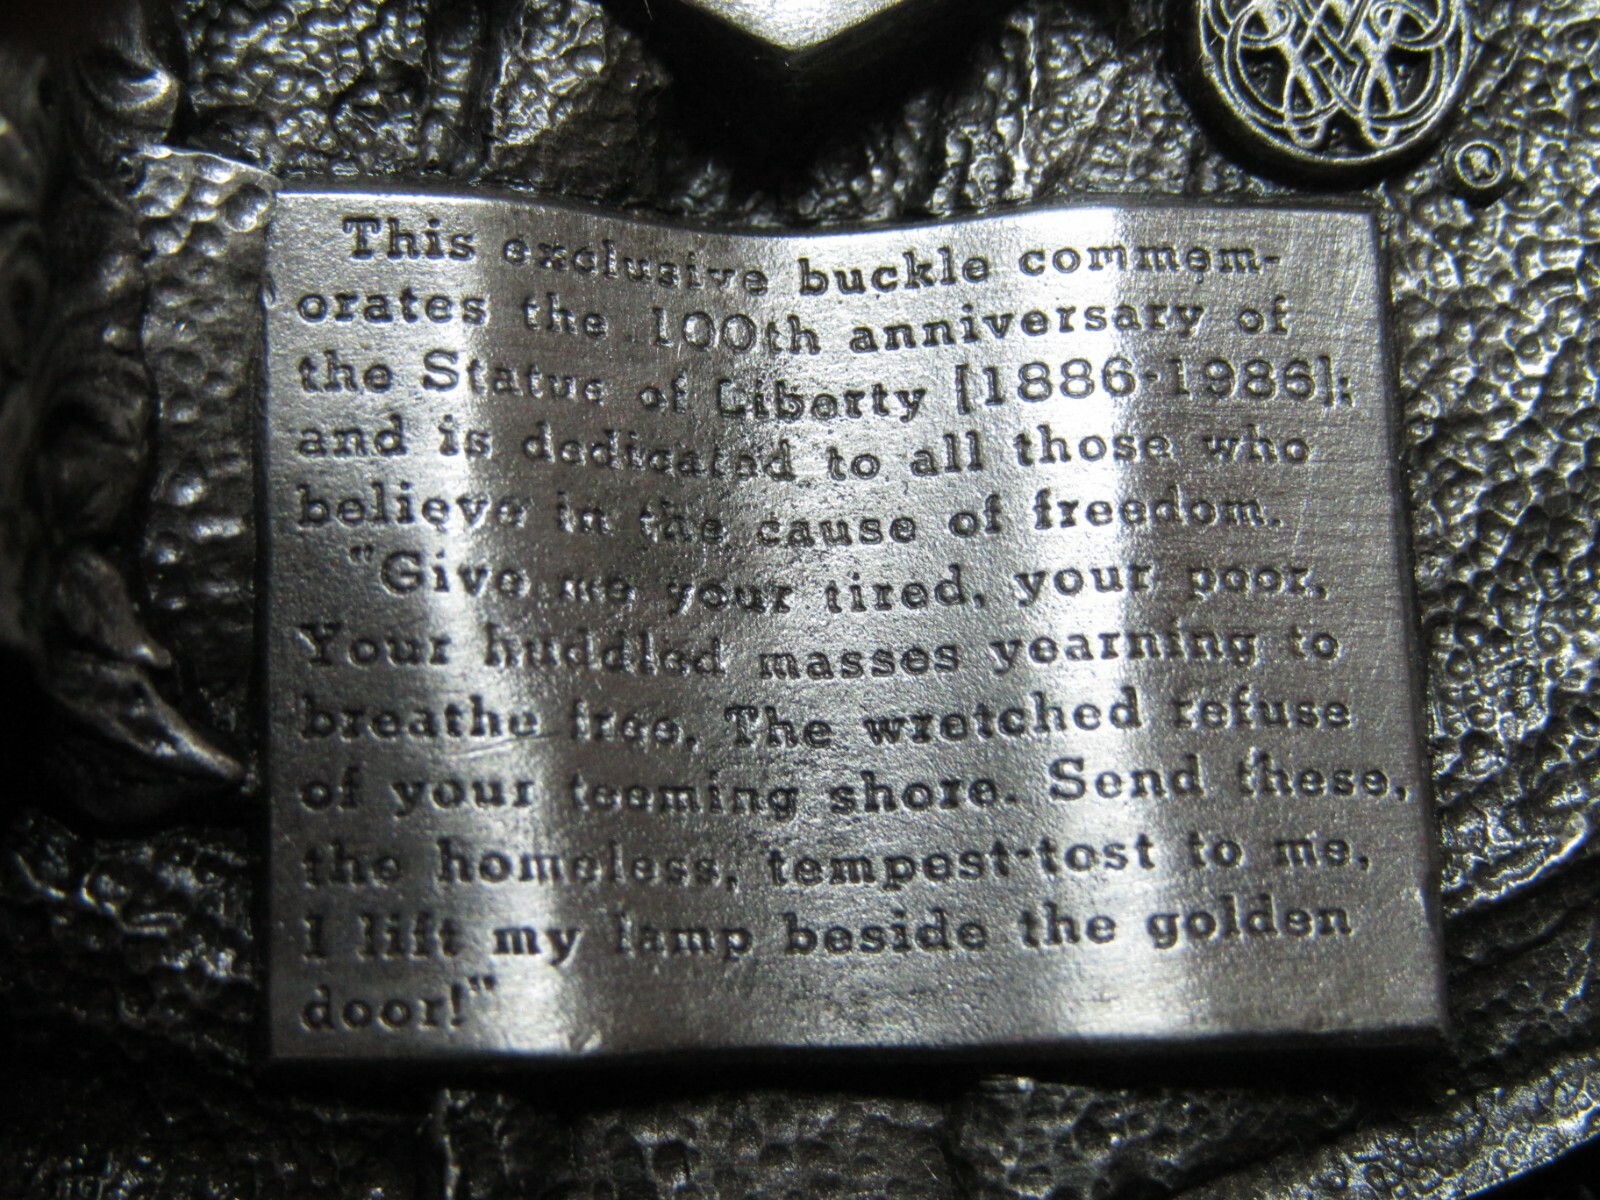 This exclusive buckle commem-
orates the 100th anniversary of
the Statue of Liberty [1886-1986];
and is dedicated to all those who
believe in the cause of freedom.
"Give me your tired, your poor,
Your huddled masses yearning to
breathe free, The wretched refuse
of your teeming shore. Send these,
the homeless, tempest-tost to me,
I lift my lamp beside the golden
door!"